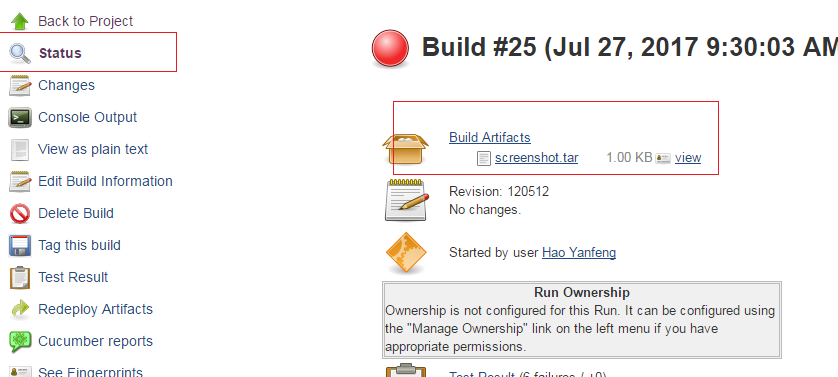 Back to Project
Status
Changes
Console Output
View as plain text
Edit Build Information
Delete Build
Tag this build
Test Result
Redeploy Artifacts
Cucumber reports
See Fingerprints
Build #25 (Jul 27, 2017 9:30:03 AM
Build Artifacts
screenshot.tar 1.00 KB view
Revision: 120512
No changes.
Started by user Hao Yanfeng
Run Ownership
Ownership is not configured for this Run. It can be configured using
the "Manage Ownership" link on the left menu if you have
appropriate permissions.
Test Result (6 failures / ±0)